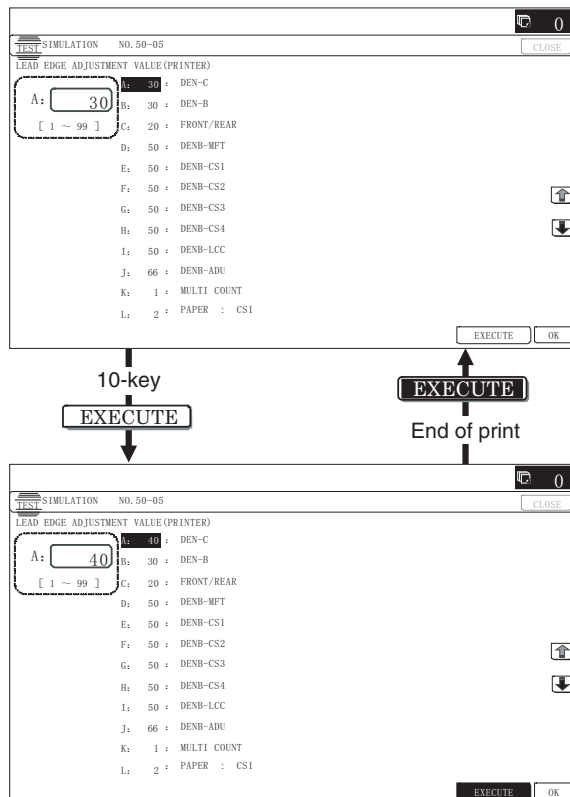 0
TEST SIMULATION NO.50-05 CLOSE
LEAD EDGE ADJUSTMENT VALUE(PRINTER)
A: 30
[ 1 ~ 99 ]
A: 30 : DEN-C
B: 30 : DEN-B
C: 20 : FRONT/REAR
D: 50 : DENB-MFT
E: 50 : DENB-CS1
F: 50 : DENB-CS2
G: 50 : DENB-CS3
H: 50 : DENB-CS4
I: 50 : DENB-LCC
J: 66 : DENB-ADU
K: 1 : MULTI COUNT
L: 2 : PAPER : CS1
EXECUTE OK
10-key
EXECUTE
EXECUTE
End of print
0
TEST SIMULATION NO.50-05 CLOSE
LEAD EDGE ADJUSTMENT VALUE(PRINTER)
A: 40
[ 1 ~ 99 ]
A: 40 : DEN-C
B: 30 : DEN-B
C: 20 : FRONT/REAR
D: 50 : DENB-MFT
E: 50 : DENB-CS1
F: 50 : DENB-CS2
G: 50 : DENB-CS3
H: 50 : DENB-CS4
I: 50 : DENB-LCC
J: 66 : DENB-ADU
K: 1 : MULTI COUNT
L: 2 : PAPER : CS1
EXECUTE OK